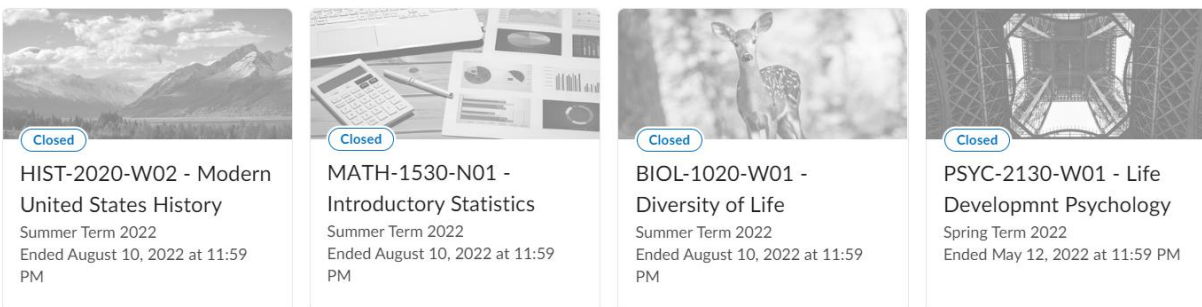 Closed
HIST-2020-W02 - Modern
United States History
Summer Term 2022
Ended August 10, 2022 at 11:59
PM
Closed
MATH-1530-N01 -
Introductory Statistics
Summer Term 2022
Ended August 10, 2022 at 11:59
PM
Closed
BIOL-1020-W01 -
Diversity of Life
Summer Term 2022
Ended August 10, 2022 at 11:59
PM
Closed
PSYC-2130-W01 - Life
Developmnt Psychology
Spring Term 2022
Ended May 12, 2022 at 11:59 PM